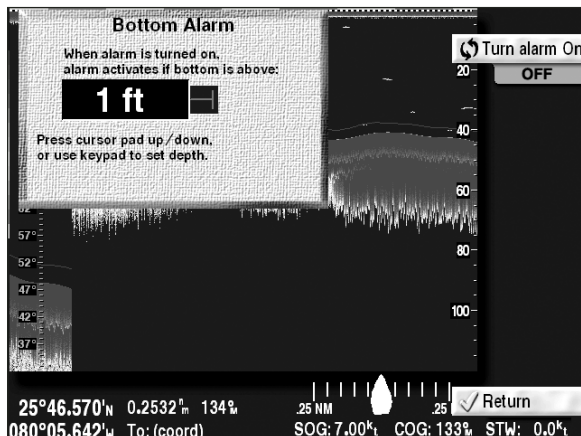 Bottom Alarm
When alarm is turned on,
alarm activates if bottom is above:
1 ft
Press cursor pad up/down,
or use keypad to set depth.
Turn alarm On
OFF
20
40
60
80
100
62°
57°
52°
47°
42°
37°
25°46.570'N 0.2532 nm 134°M
.25 NM .25
Return
080°05.642'W To: (coord) SOG: 7.00kt COG: 133°M STW: 0.0kt